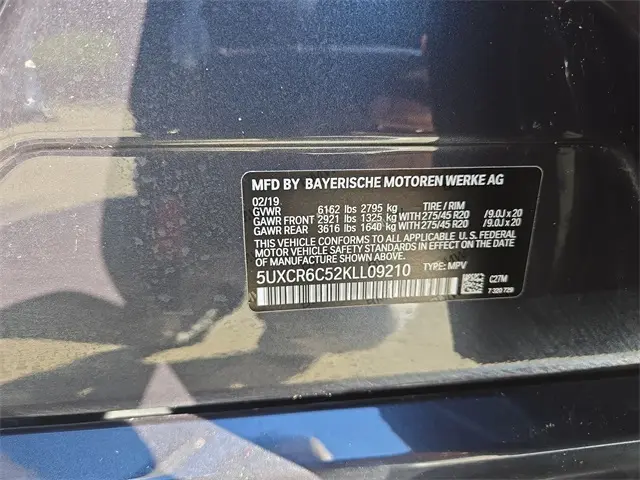 MFD BY BAYERISCHE MOTOREN WERKE AG
02/19
GVWR 6162 lbs 2795 kg TIRE / RIM
GAWR FRONT 2921 lbs 1325 kg WITH 275/45 R20 /9.0J x 20
GAWR REAR 3616 lbs 1640 kg WITH 275/45 R20 /9.0J x 20
THIS VEHICLE CONFORMS TO ALL APPLICABLE U.S. FEDERAL
MOTOR VEHICLE SAFETY STANDARDS IN EFFECT ON THE DATE
OF MANUFACTURE SHOWN ABOVE.
5UXCR6C52KLL09210 TYPE: MPV
C27M
7 320 729